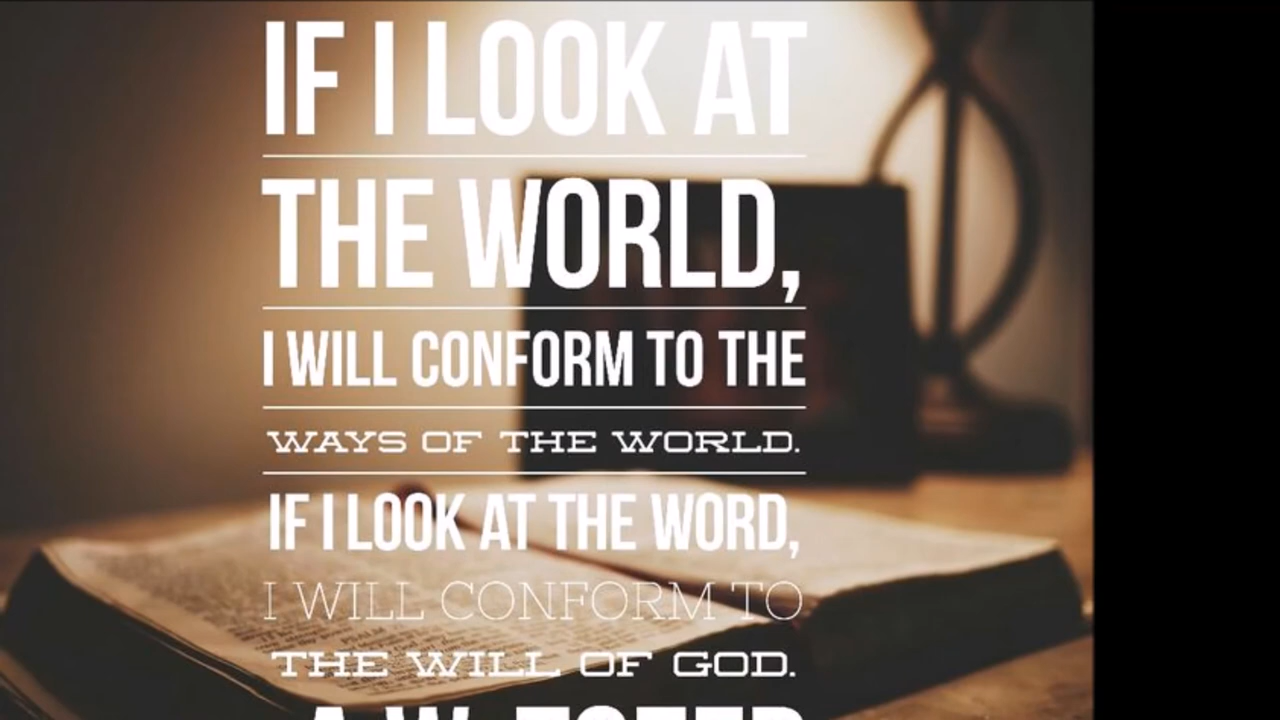 IF I LOOK AT
THE WORLD,
I WILL CONFORM TO THE
WAYS OF THE WORLD.
IF I LOOK AT THE WORD,
I WILL CONFORM TO
THE WILL OF GOD.
A.W. TOZER